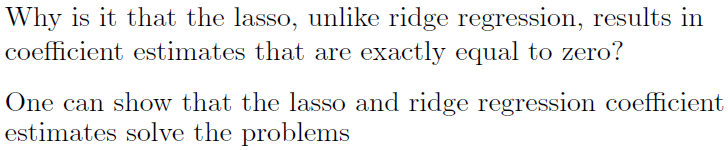 Why is it that the lasso, unlike ridge regression, results in
coefficient estimates that are exactly equal to zero?
One can show that the lasso and ridge regression coefficient
estimates solve the problems